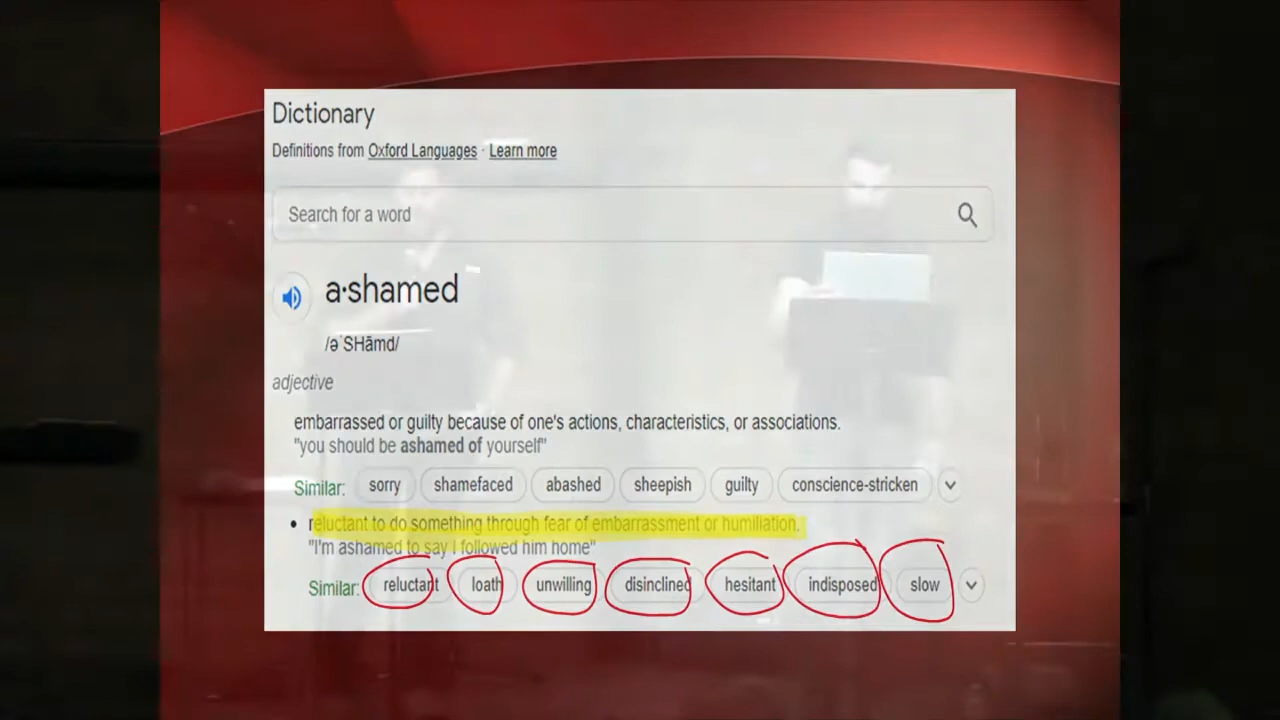 Dictionary
Definitions from Oxford Languages · Learn more
Search for a word
a·shamed
/əˈSHāmd/
adjective
embarrassed or guilty because of one's actions, characteristics, or associations.
"you should be ashamed of yourself"
Similar: sorry shamefaced abashed sheepish guilty conscience-stricken
• reluctant to do something through fear of embarrassment or humiliation.
"I'm ashamed to say I followed him home"
Similar: reluctant loath unwilling disinclined hesitant indisposed slow